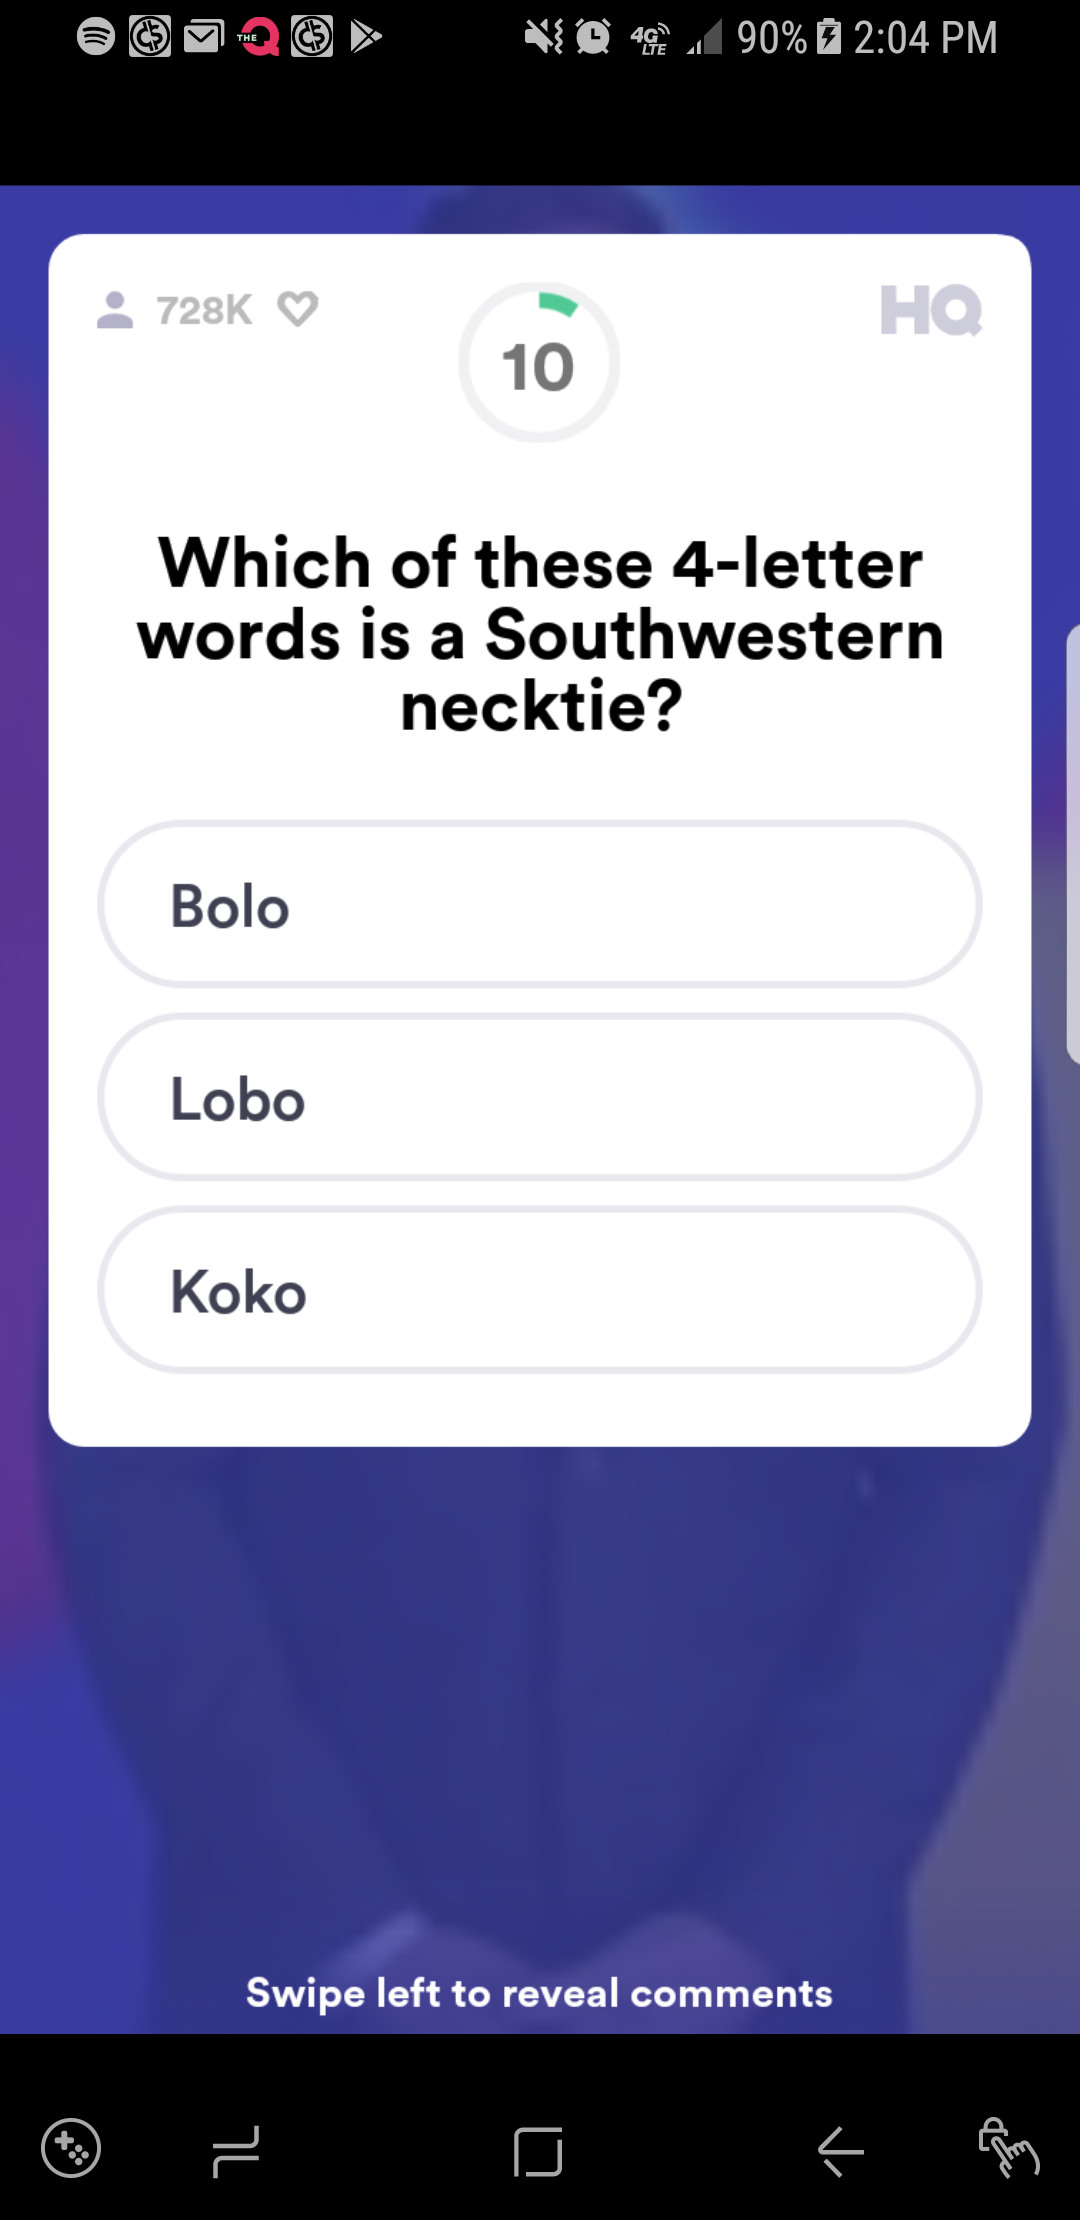 THE Q 4G LTE 90% 2:04 PM
728K 10 HQ
Which of these 4-letter
words is a Southwestern
necktie?
Bolo
Lobo
Koko
Swipe left to reveal comments